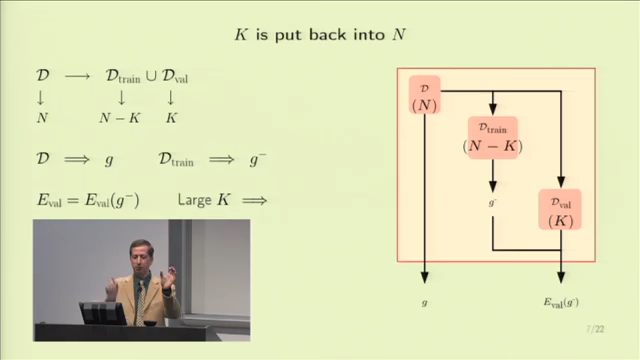 K is put back into N
𝒟 ⟶ 𝒟train ∪ 𝒟val
↓ ↓ ↓
N N − K K
𝒟 ⟹ g 𝒟train ⟹ g⁻
Eval = Eval(g⁻) Large K ⟹
𝒟
(N)
𝒟train
(N − K)
g⁻
𝒟val
(K)
g Eval(g⁻)
7/22